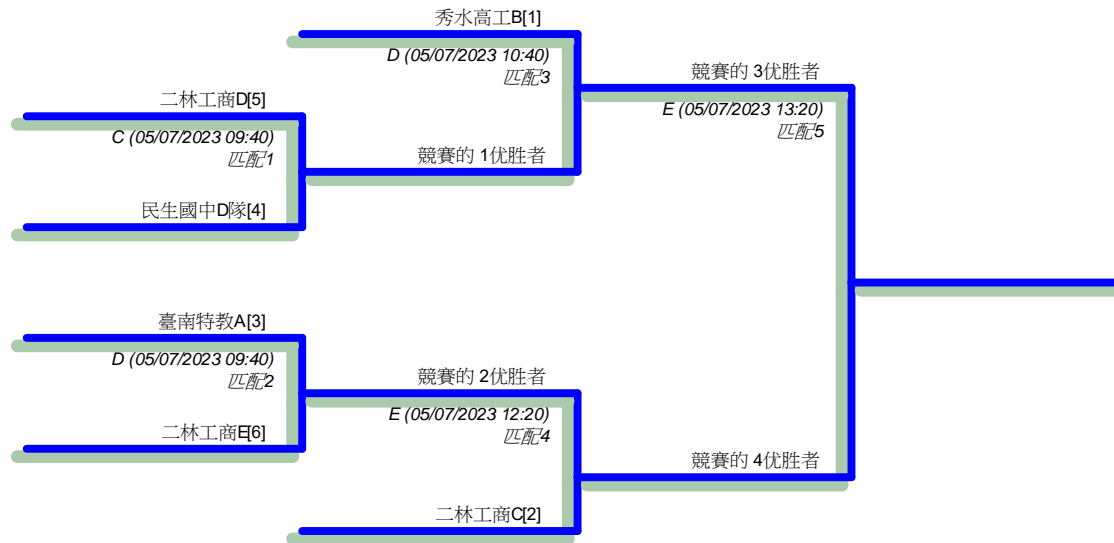 秀水高工B[1]
D (05/07/2023 10:40)
匹配3
競賽的 3优胜者
E (05/07/2023 13:20)
匹配5
二林工商D[5]
C (05/07/2023 09:40)
匹配1
競賽的 1优胜者
民生國中D隊[4]
臺南特教A[3]
D (05/07/2023 09:40)
匹配2
競賽的 2优胜者
E (05/07/2023 12:20)
匹配4
二林工商E[6]
競賽的 4优胜者
二林工商C[2]